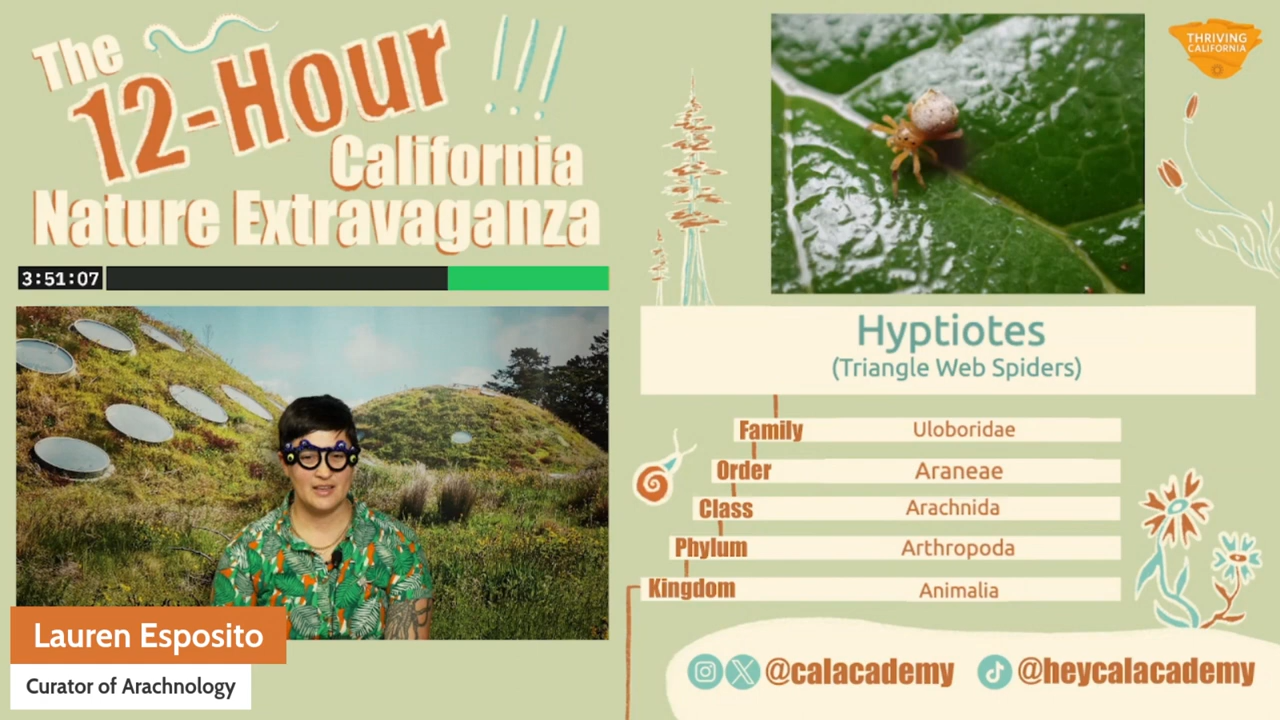 The
12-Hour !!!
California
Nature Extravaganza
3:51:07
Lauren Esposito
Curator of Arachnology
THRIVING
CALIFORNIA
Hyptiotes
(Triangle Web Spiders)
Family Uloboridae
Order Araneae
Class Arachnida
Phylum Arthropoda
Kingdom Animalia
@calacademy @heycalacademy